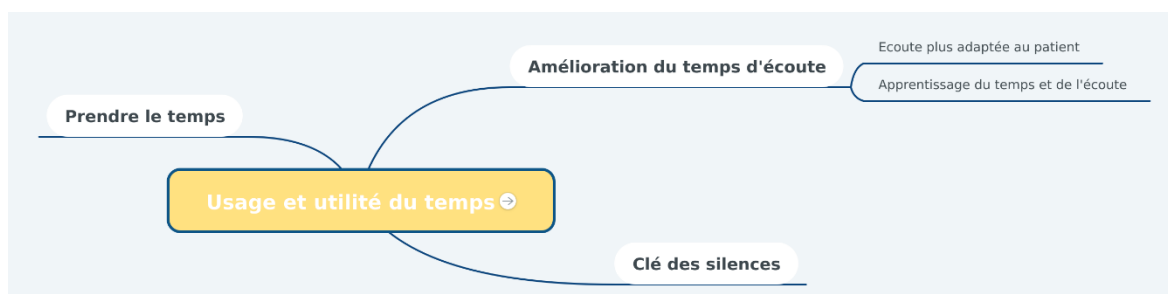 Ecoute plus adaptée au patient
Amélioration du temps d'écoute
Apprentissage du temps et de l'écoute
Prendre le temps
Usage et utilité du temps
Clé des silences